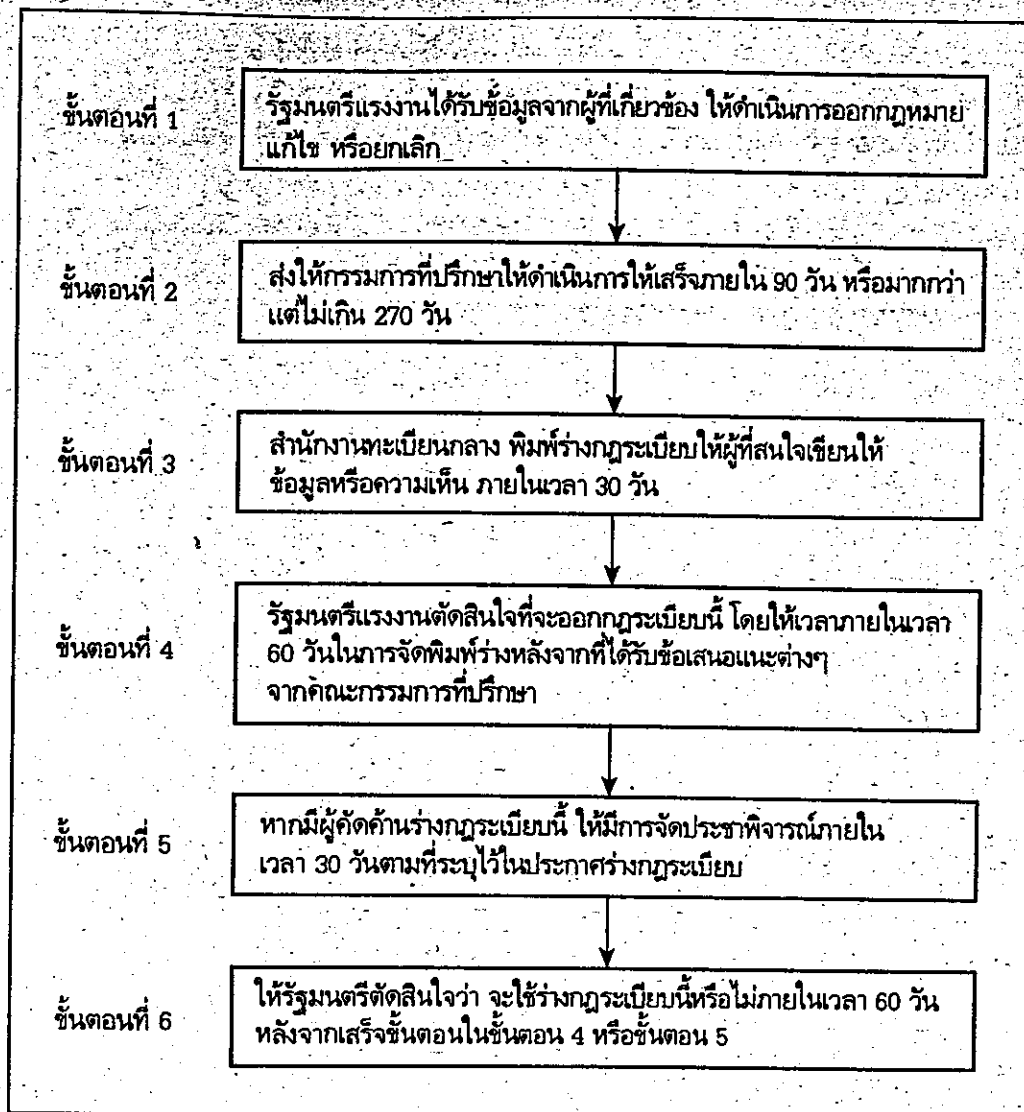 ขั้นตอนที่ 1
รัฐมนตรีแรงงานได้รับข้อมูลจากผู้ที่เกี่ยวข้อง ให้ดำเนินการออกกฎหมาย
แก้ไข หรือยกเลิก
ขั้นตอนที่ 2
ส่งให้กรรมการที่ปรึกษาให้ดำเนินการให้เสร็จภายใน 90 วัน หรือมากกว่า
แต่ไม่เกิน 270 วัน
ขั้นตอนที่ 3
สำนักงานทะเบียนกลาง พิมพ์ร่างกฎระเบียบให้ผู้ที่สนใจเขียนให้
ข้อมูลหรือความเห็น ภายในเวลา 30 วัน
ขั้นตอนที่ 4
รัฐมนตรีแรงงานตัดสินใจที่จะออกกฎระเบียบนี้ โดยให้เวลาภายในเวลา
60 วันในการจัดพิมพ์ร่างหลังจากที่ได้รับข้อเสนอแนะต่างๆ
จากคณะกรรมการที่ปรึกษา
ขั้นตอนที่ 5
หากมีผู้คัดค้านร่างกฎระเบียบนี้ ให้มีการจัดประชาพิจารณ์ภายใน
เวลา 30 วันตามที่ระบุไว้ในประกาศร่างกฎระเบียบ
ขั้นตอนที่ 6
ให้รัฐมนตรีตัดสินใจว่า จะใช้ร่างกฎระเบียบนี้หรือไม่ภายในเวลา 60 วัน
หลังจากเสร็จขั้นตอนในขั้นตอน 4 หรือขั้นตอน 5